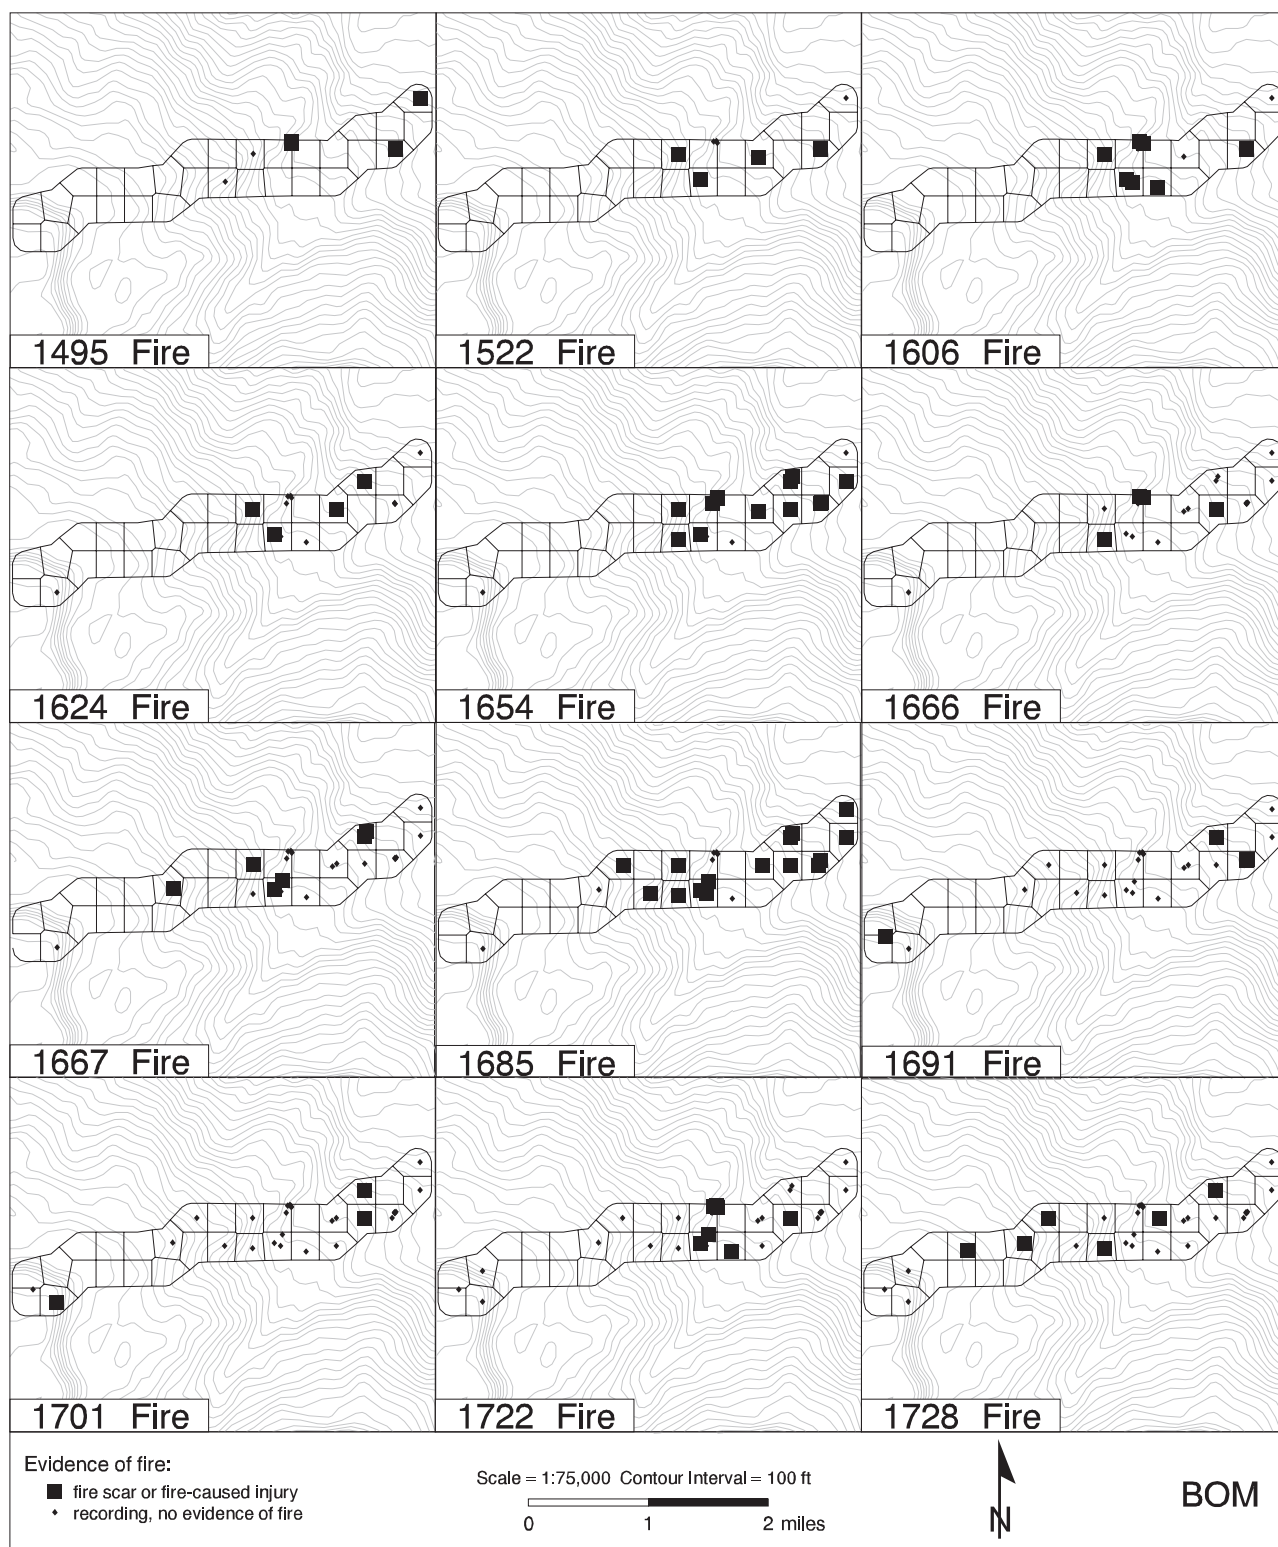 1495 Fire
1522 Fire
1606 Fire
1624 Fire
1654 Fire
1666 Fire
1667 Fire
1685 Fire
1691 Fire
1701 Fire
1722 Fire
1728 Fire
Evidence of fire:
fire scar or fire-caused injury
recording, no evidence of fire
Scale = 1:75,000 Contour Interval = 100 ft
0 1 2 miles
N
BOM